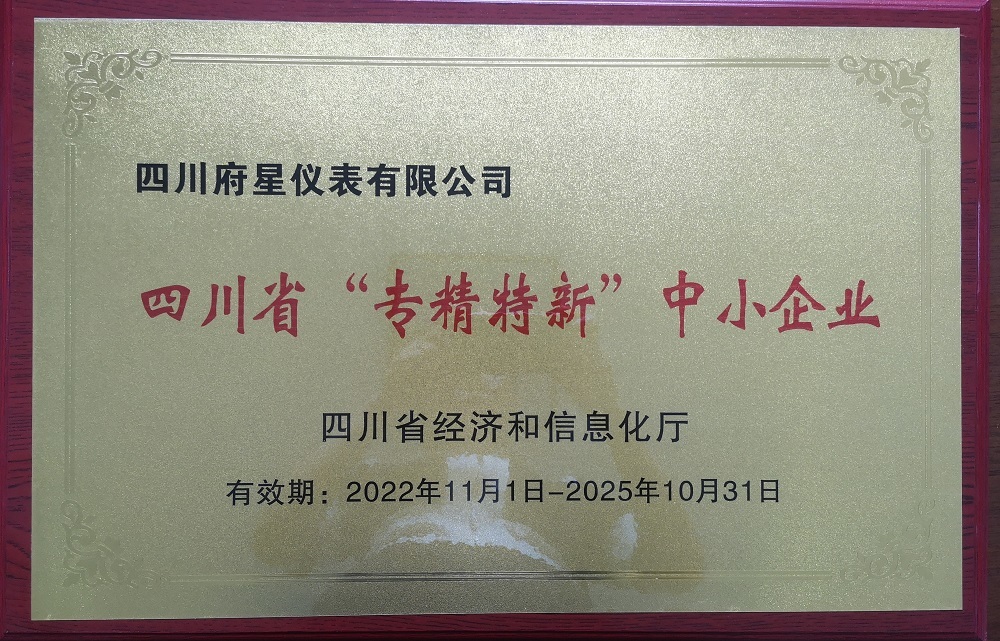 四川府星仪表有限公司
四川省“专精特新”中小企业
四川省经济和信息化厅
有效期：2022年11月1日-2025年10月31日